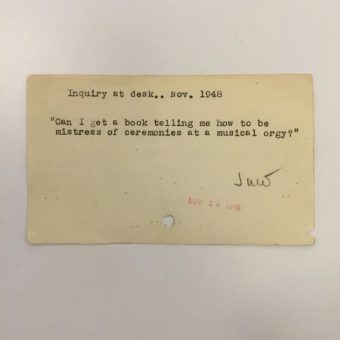 Inquiry at desk.. Nov. 1948
"Can I get a book telling me how to be
mistress of ceremonies at a musical orgy?"
NOV